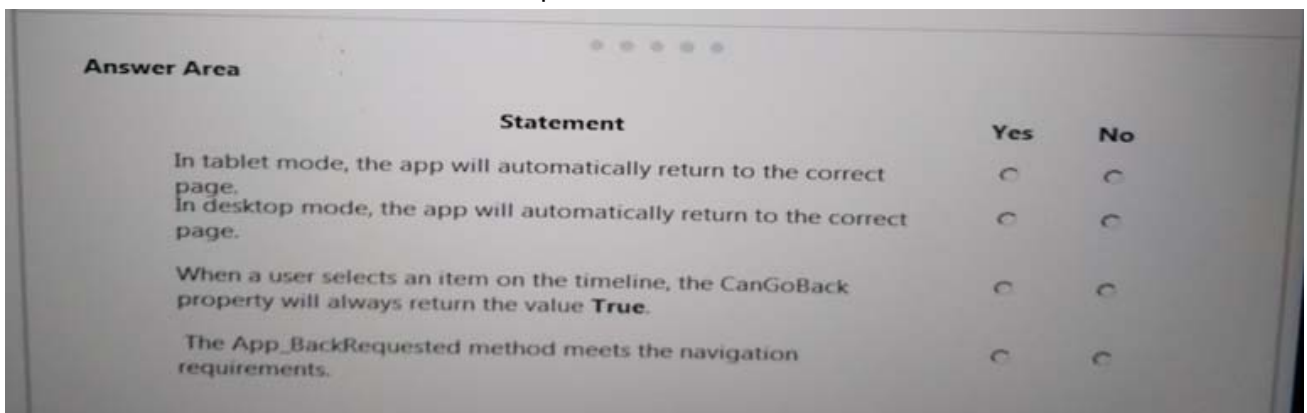 Answer Area
Statement Yes No
In tablet mode, the app will automatically return to the correct
page.
In desktop mode, the app will automatically return to the correct
page.
When a user selects an item on the timeline, the CanGoBack
property will always return the value True.
The App_BackRequested method meets the navigation
requirements.